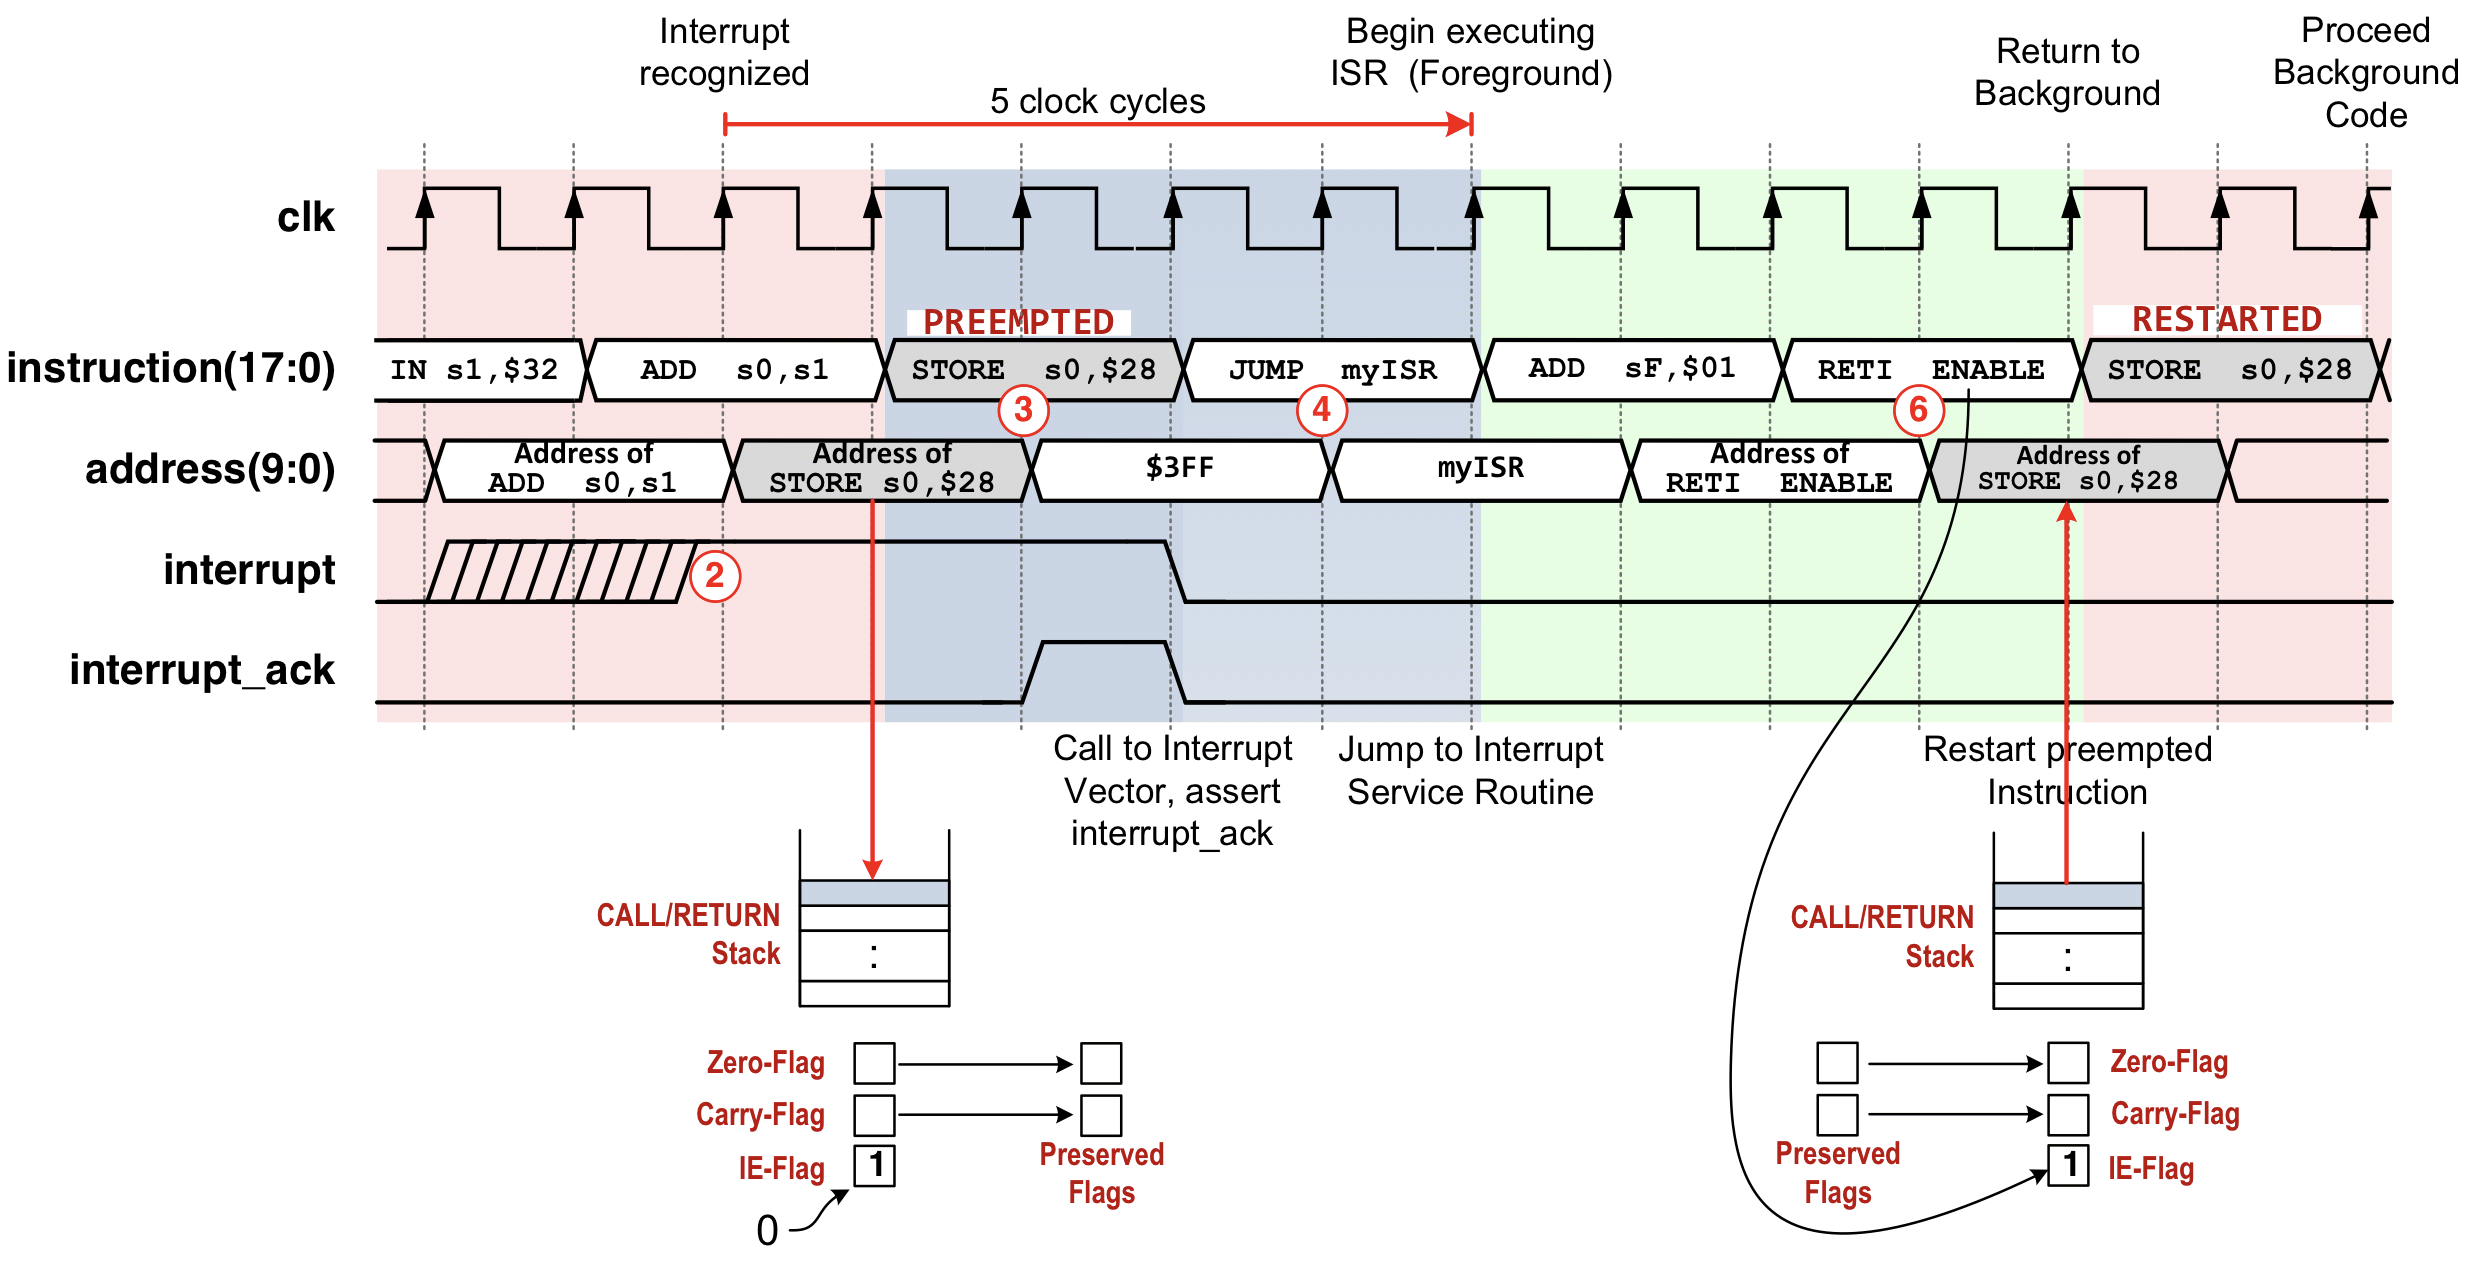 Interrupt
recognized
5 clock cycles
Begin executing
ISR (Foreground)
Return to
Background
Proceed
Background
Code
clk
PREEMPTED
RESTARTED
instruction(17:0)
IN s1,$32
ADD s0,s1
STORE s0,$28
JUMP myISR
ADD sF,$01
RETI ENABLE
STORE s0,$28
3
4
6
address(9:0)
Address of
ADD s0,s1
Address of
STORE s0,$28
$3FF
myISR
Address of
RETI ENABLE
Address of
STORE s0,$28
interrupt
2
interrupt_ack
Call to Interrupt
Vector, assert
interrupt_ack
Jump to Interrupt
Service Routine
Restart preempted
Instruction
CALL/RETURN
Stack
:
CALL/RETURN
Stack
:
Zero-Flag
Carry-Flag
IE-Flag
1
0
Preserved
Flags
Preserved
Flags
Zero-Flag
Carry-Flag
1
IE-Flag